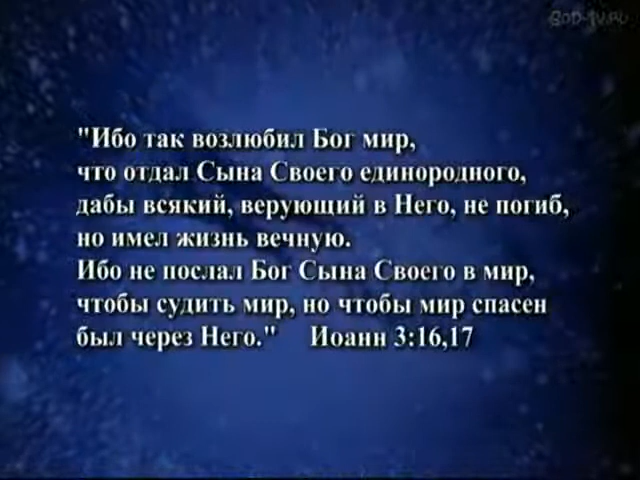 GOD-TV.RU
"Ибо так возлюбил Бог мир,
что отдал Сына Своего единородного,
дабы всякий, верующий в Него, не погиб,
но имел жизнь вечную.
Ибо не послал Бог Сына Своего в мир,
чтобы судить мир, но чтобы мир спасен
был через Него." Иоанн 3:16,17